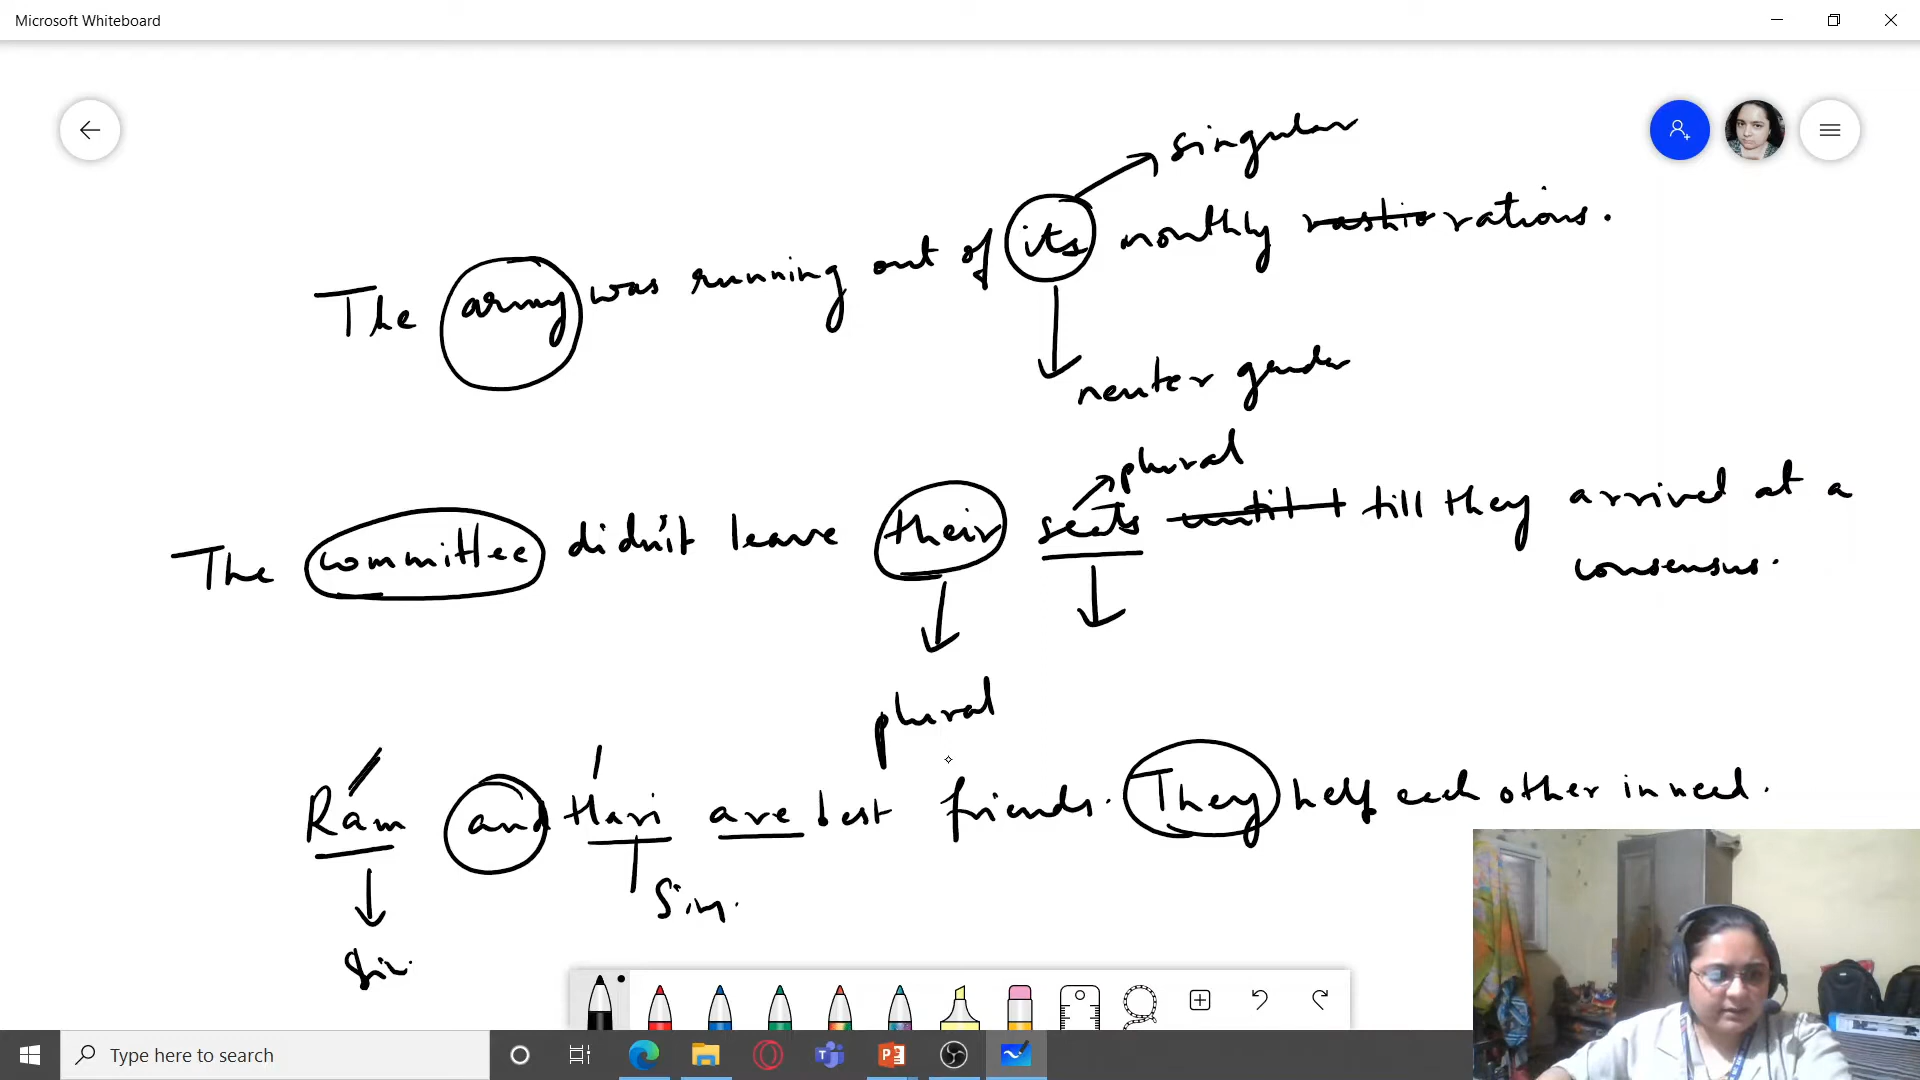 Microsoft Whiteboard
singular
The army was running out of its monthly rashio rations.
neuter gender
plural
The committee didn't leave their seats until t till they arrived at a
consensus.
plural
Ram and Hari are best friends. They help each other in need.
Sin.
Sin.
Type here to search